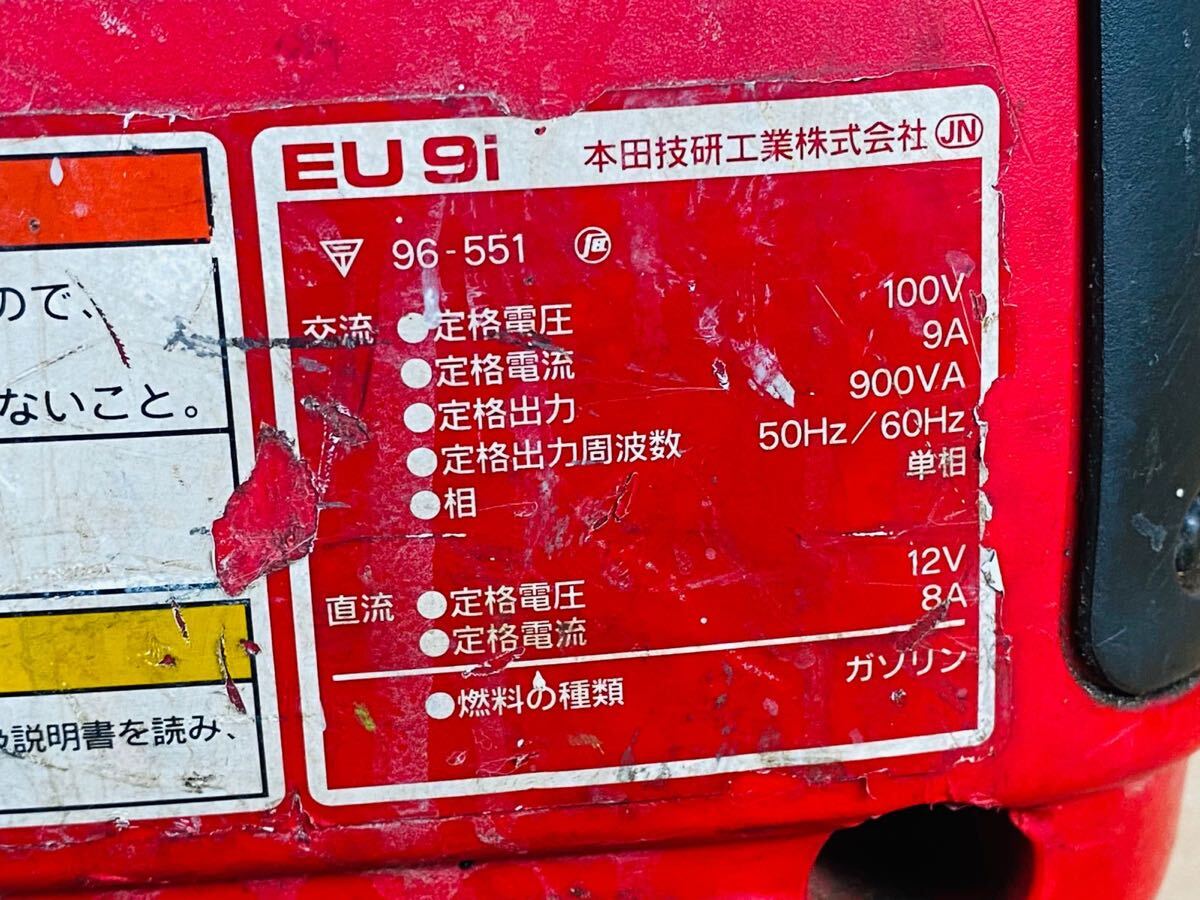 ので、
ないこと。
説明書を読み、
EU9i 本田技研工業株式会社 JN
〒 96-551
交流 ●定格電圧 100V
●定格電流 9A
●定格出力 900VA
●定格出力周波数 50Hz/60Hz
●相 単相
直流 ●定格電圧 12V
●定格電流 8A
●燃料の種類 ガソリン